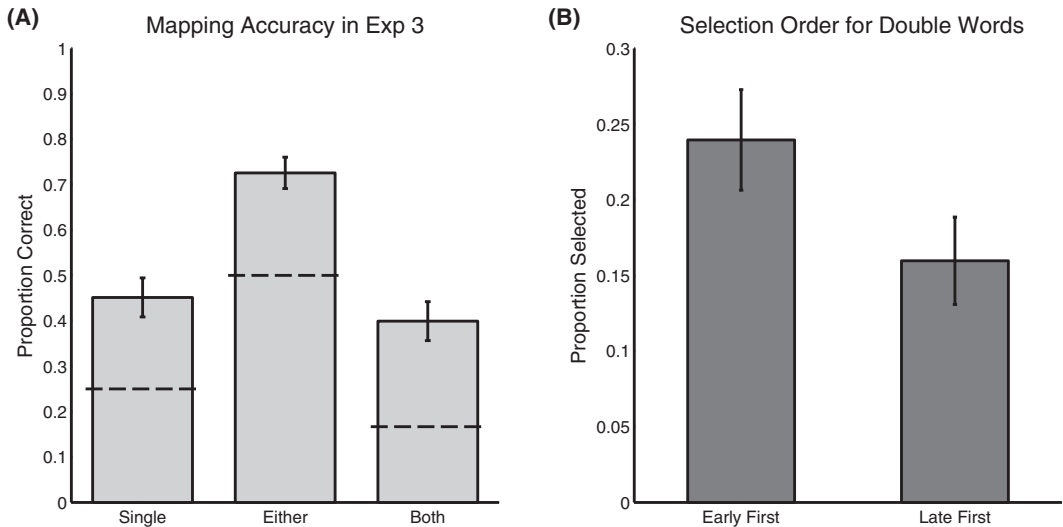 (A)
Mapping Accuracy in Exp 3
Proportion Correct
1
0.9
0.8
0.7
0.6
0.5
0.4
0.3
0.2
0.1
0
Single Either Both
(B)
Selection Order for Double Words
Proportion Selected
0.3
0.25
0.2
0.15
0.1
0.05
0
Early First Late First